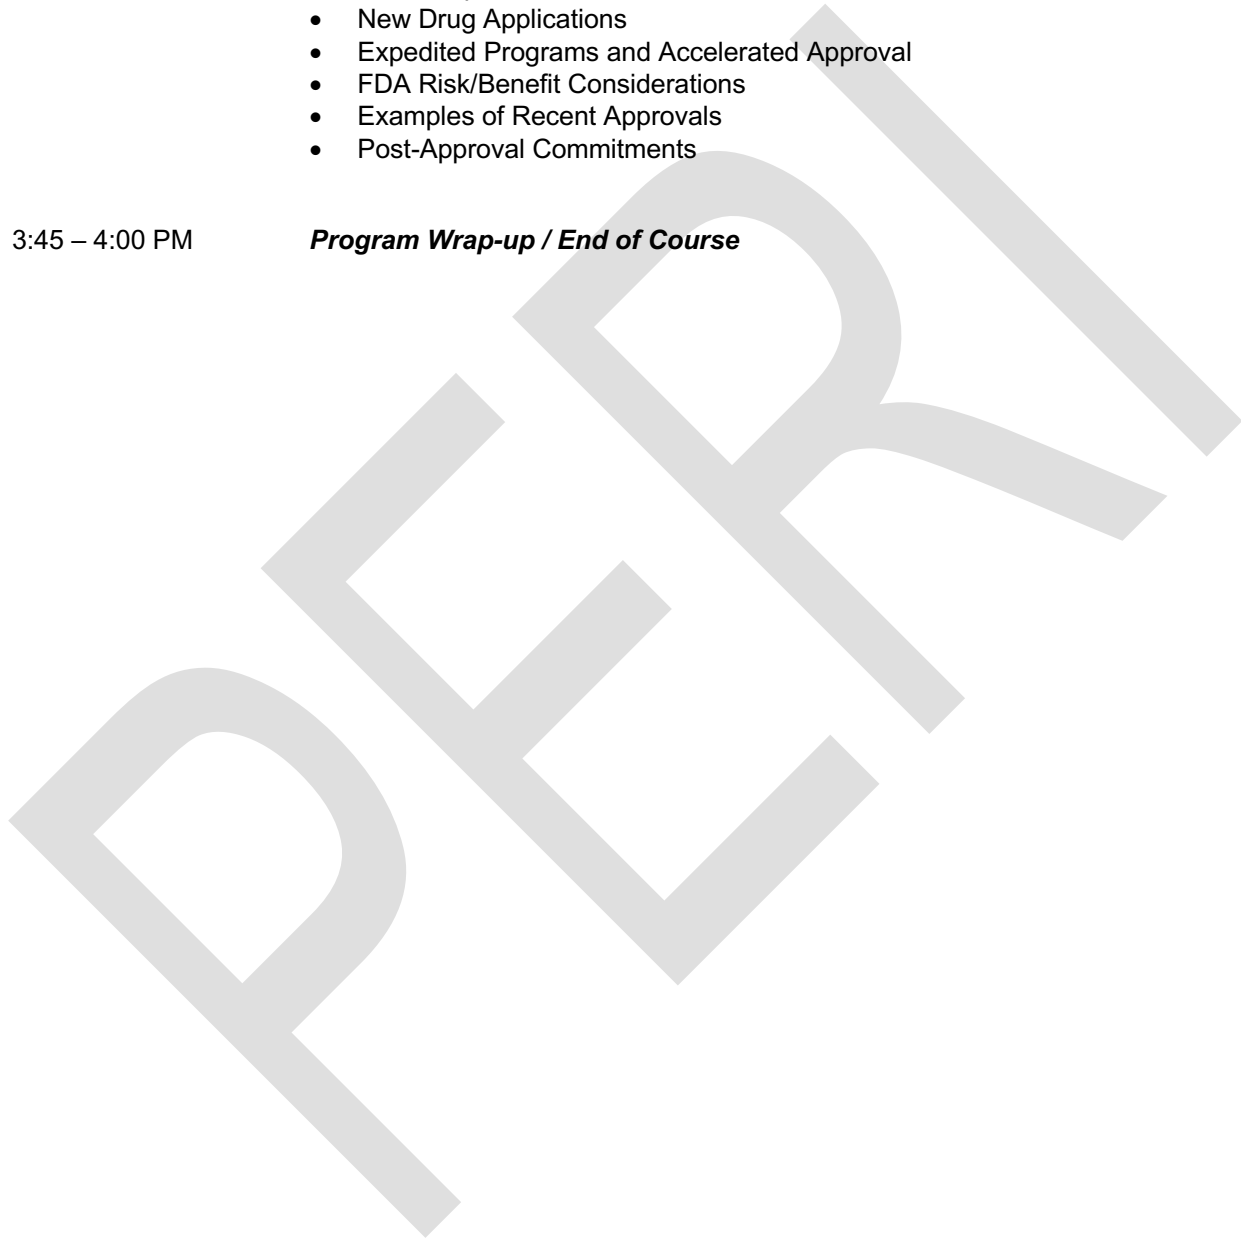 • New Drug Applications
• Expedited Programs and Accelerated Approval
• FDA Risk/Benefit Considerations
• Examples of Recent Approvals
• Post-Approval Commitments
3:45 – 4:00 PM Program Wrap-up / End of Course
PERI